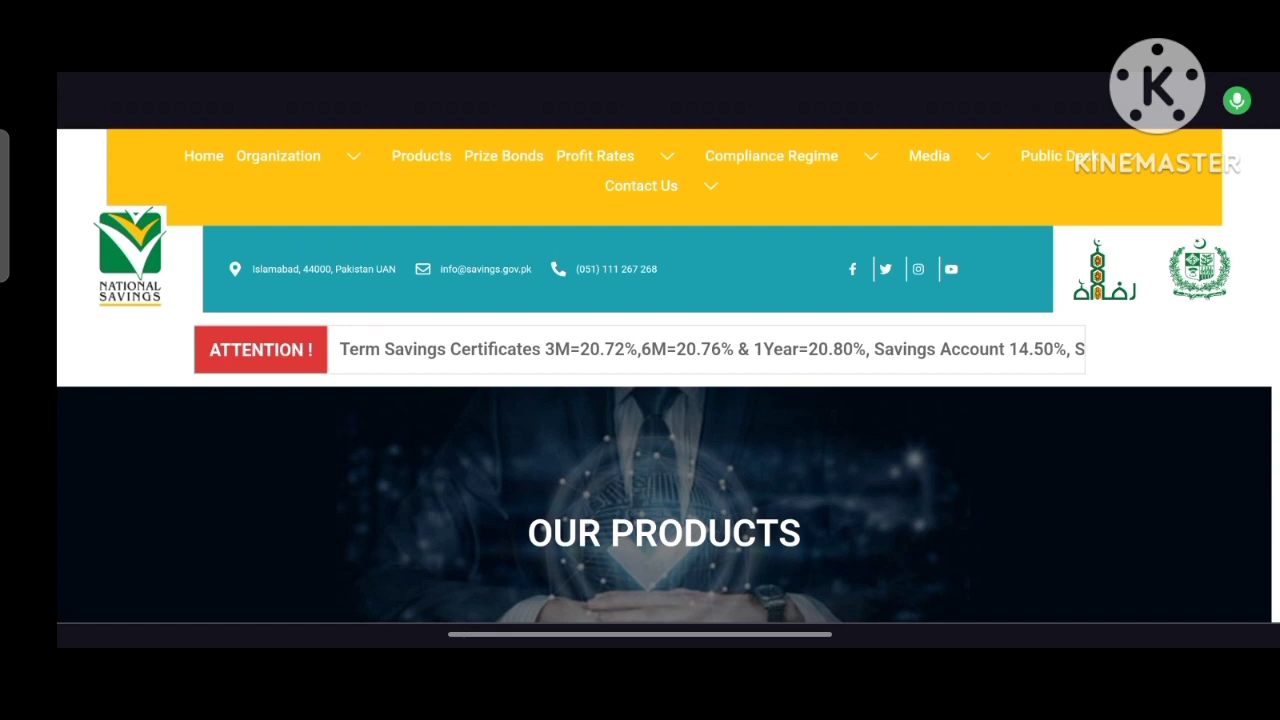 Home Organization Products Prize Bonds Profit Rates Compliance Regime Media Public
KINEMASTER
Contact Us
NATIONAL
SAVINGS
Islamabad, 44000, Pakistan UAN info@savings.gov.pk (051) 111 267 268
ATTENTION ! Term Savings Certificates 3M=20.72%,6M=20.76% & 1Year=20.80%, Savings Account 14.50%, S
OUR PRODUCTS